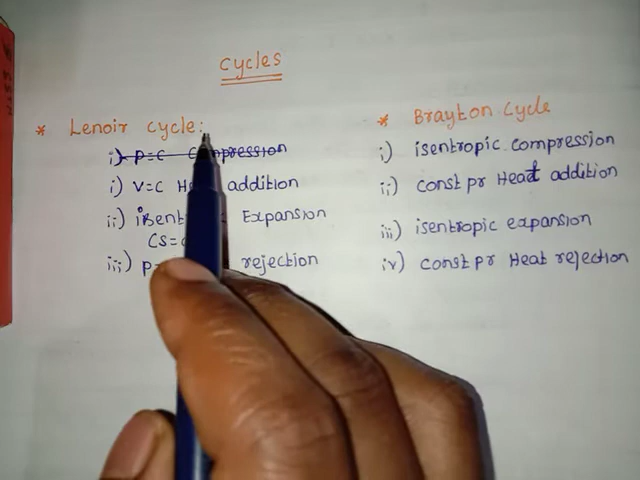 Cycles
* Lenoir cycle:
i) P=C Compression
i) V=C addition
ii) isent Expansion
CS=
iii) P= rejection
* Brayton Cycle
i) isentropic compression
ii) const pr Heat addition
iii) isentropic expansion
iv) const pr Heat rejection